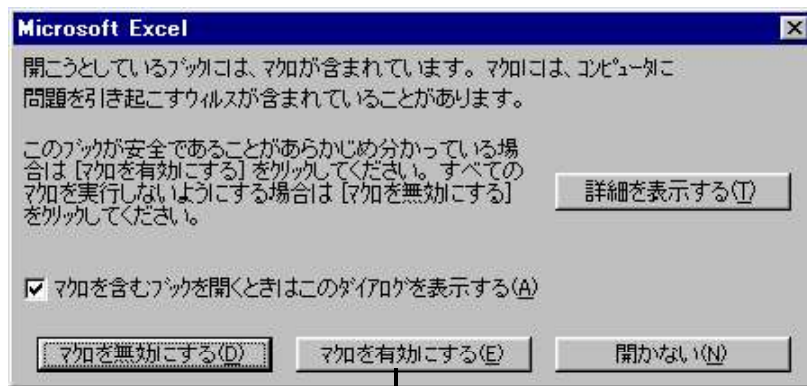 Microsoft Excel
開こうとしているﾌﾞｯｸには、ﾏｸﾛが含まれています。ﾏｸﾛには、ｺﾝﾋﾟｭｰﾀに
問題を引き起こすｳｨﾙｽが含まれていることがあります。
このﾌﾞｯｸが安全であることがあらかじめ分かっている場
合は [ﾏｸﾛを有効にする] をｸﾘｯｸしてください。すべての
ﾏｸﾛを実行しないようにする場合は [ﾏｸﾛを無効にする]
をｸﾘｯｸしてください。
詳細を表示する(T)
ﾏｸﾛを含むﾌﾞｯｸを開くときはこのﾀﾞｲｱﾛｸﾞを表示する(A)
ﾏｸﾛを無効にする(D)
ﾏｸﾛを有効にする(E)
開かない(N)